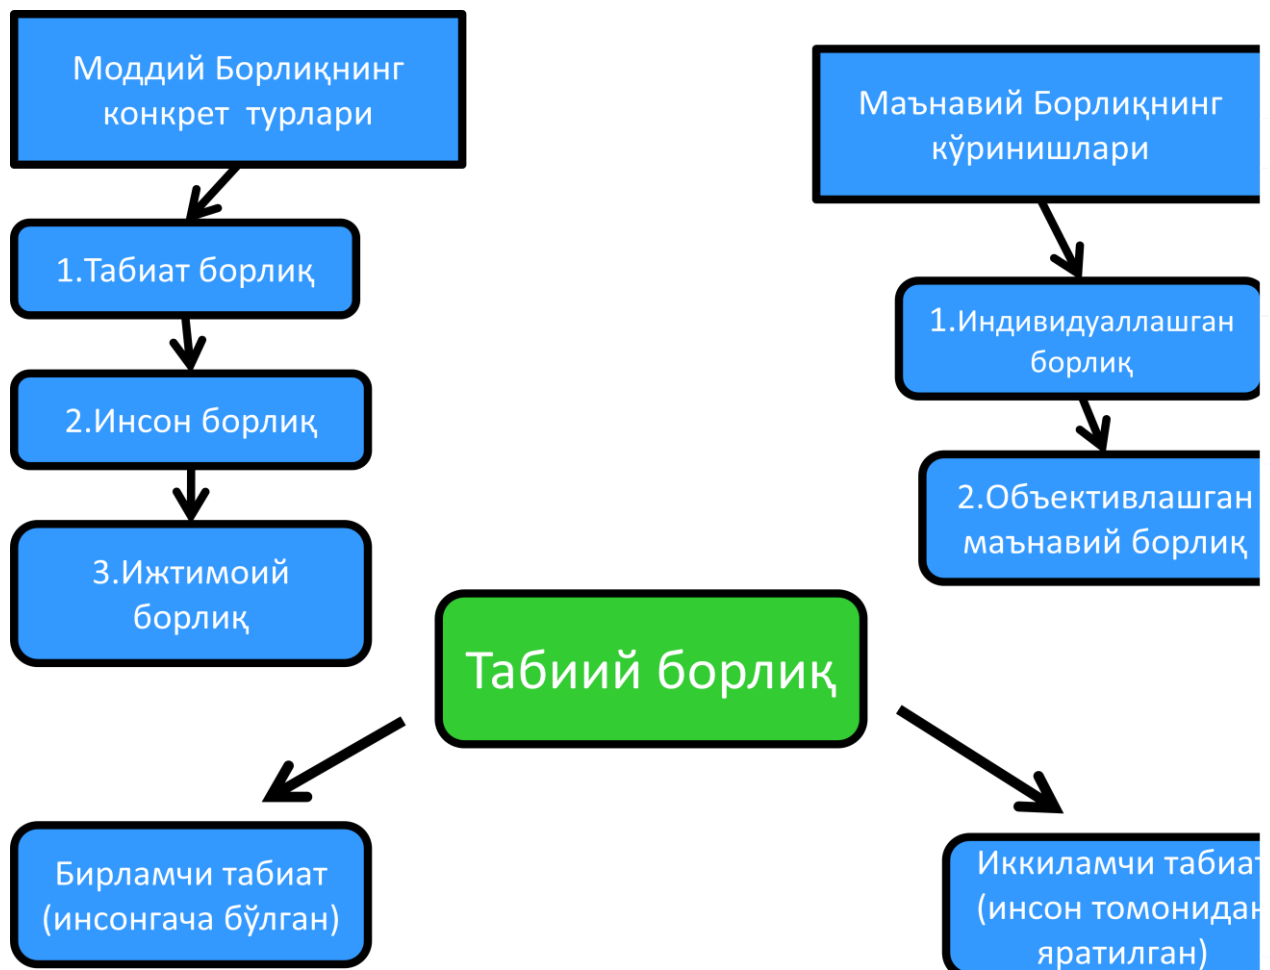 Моддий Борлиқнинг
конкрет турлари
1.Табиат борлиқ
2.Инсон борлиқ
3.Ижтимоий
борлиқ
Маънавий Борлиқнинг
кўринишлари
1.Индивидуаллашган
борлиқ
2.Объективлашган
маънавий борлиқ
Табиий борлиқ
Бирламчи табиат
(инсонгача бўлган)
Иккиламчи табиат
(инсон томонидан
яратилган)